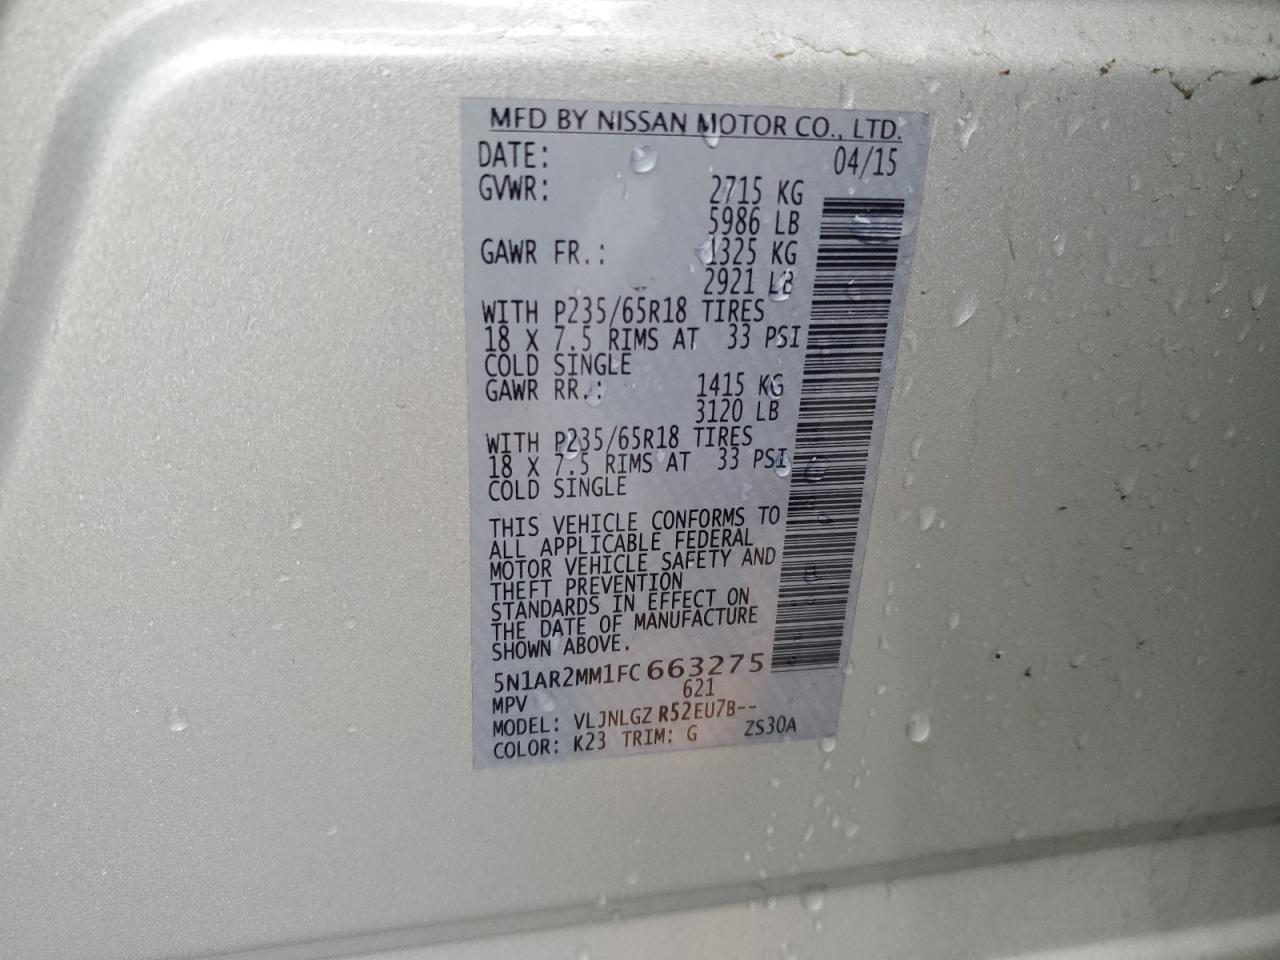 MFD BY NISSAN MOTOR CO., LTD.
DATE: 04/15
GVWR: 2715 KG
5986 LB
GAWR FR.: 1325 KG
2921 LB
WITH P235/65R18 TIRES
18 X 7.5 RIMS AT 33 PSI
COLD SINGLE
GAWR RR.: 1415 KG
3120 LB
WITH P235/65R18 TIRES
18 X 7.5 RIMS AT 33 PSI
COLD SINGLE
THIS VEHICLE CONFORMS TO
ALL APPLICABLE FEDERAL
MOTOR VEHICLE SAFETY AND
THEFT PREVENTION
STANDARDS IN EFFECT ON
THE DATE OF MANUFACTURE
SHOWN ABOVE.
5N1AR2MM1FC663275
MPV 621
MODEL: VLJNLGZ R52EU7B--
COLOR: K23 TRIM: G ZS30A